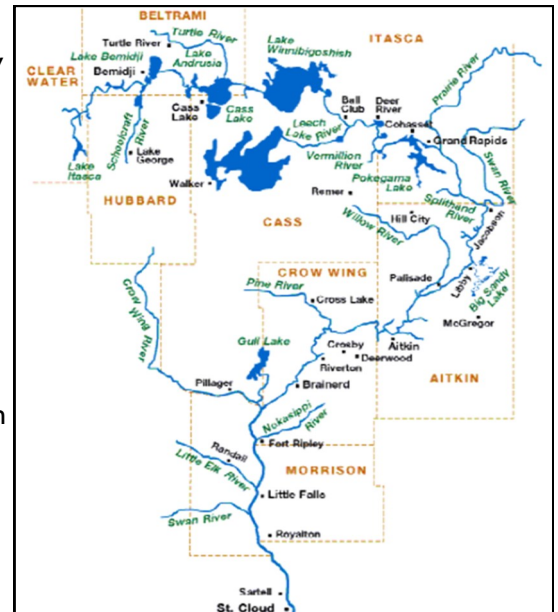 BELTRAMI
Turtle River
Turtle River
Lake
Winnibigoshish
ITASCA
Lake Bemidji
Lake
Andrusia
Prairie River
CLEAR
WATER
Bemidji
Cass
Lake
Cass
Lake
Ball
Club
Deer
River
Leech
Lake River
Cohasset
Grand Rapids
Schoolcraft
River
Lake
George
Lake
Itasca
Vermillion
River
Pokegama
Lake
Swan River
Walker
Remer
HUBBARD
Splithand
River
Jacobson
Hill City
Willow River
CASS
CROW WING
Palisade
Libby
Big Sandy
Lake
Crow Wing
River
Pine River
Cross Lake
McGregor
Gull Lake
Crosby
Aitkin
Deerwood
Riverton
AITKIN
Pillager
Brainerd
Nokasippi
River
Fort Ripley
Randall
Little Elk River
MORRISON
Little Falls
Swan River
Royalton
Sartell
St. Cloud
y
n